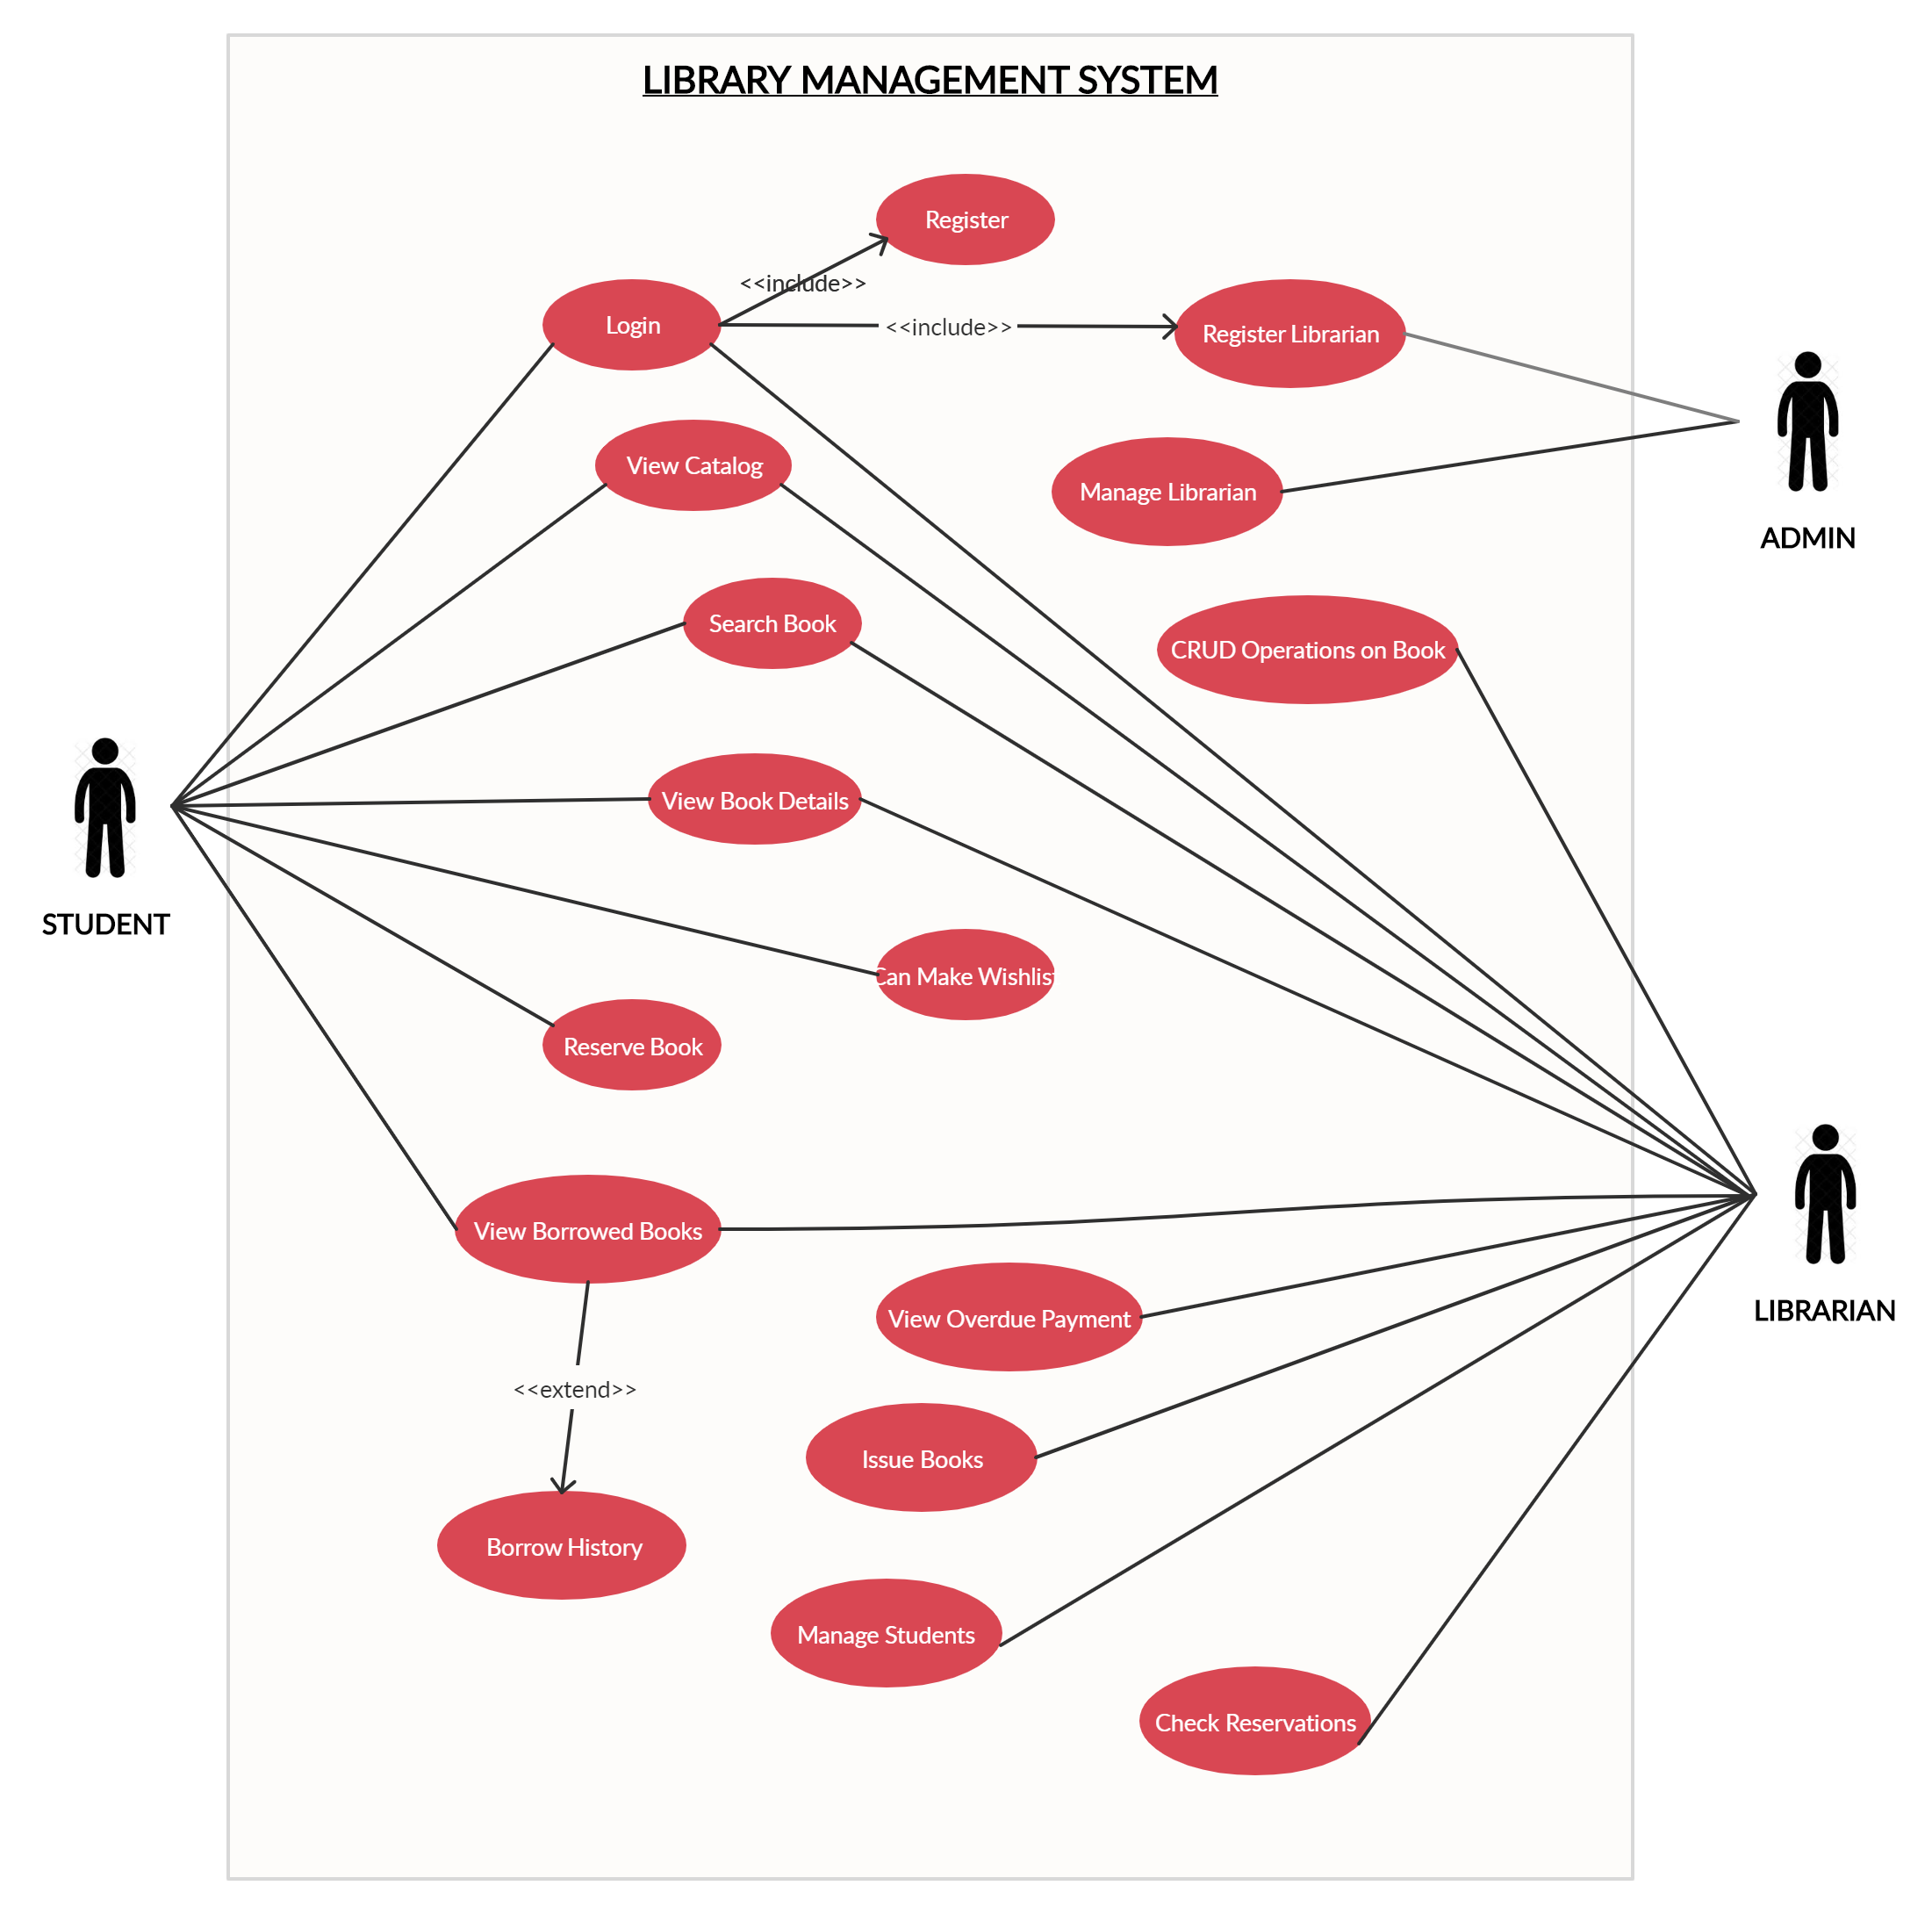 LIBRARY MANAGEMENT SYSTEM
Register
<<include>>
Login
<<include>>
Register Librarian
View Catalog
Manage Librarian
ADMIN
Search Book
CRUD Operations on Book
View Book Details
STUDENT
Can Make Wishlist
Reserve Book
View Borrowed Books
View Overdue Payment
LIBRARIAN
<<extend>>
Issue Books
Borrow History
Manage Students
Check Reservations